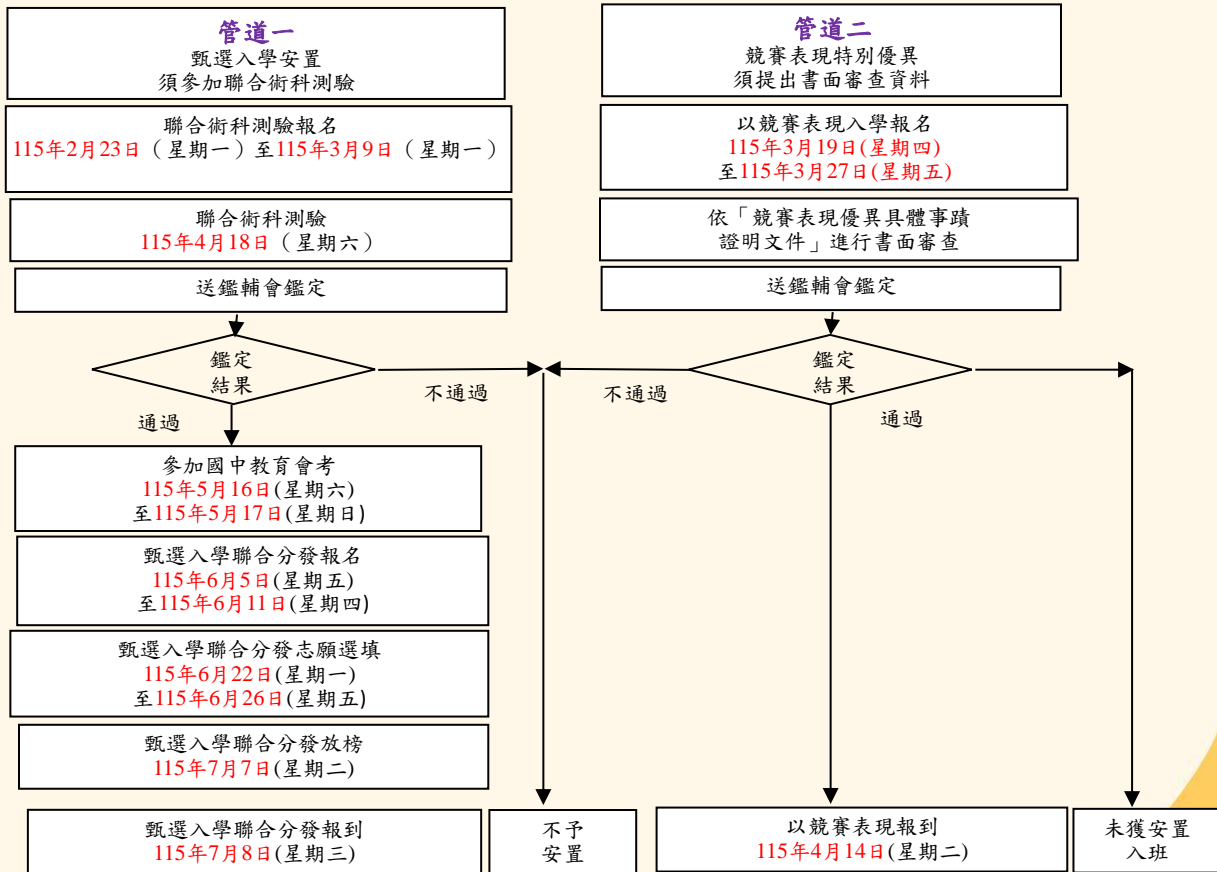 管道一
甄選入學安置
須參加聯合術科測驗
聯合術科測驗報名
115年2月23日（星期一）至115年3月9日（星期一）
聯合術科測驗
115年4月18日（星期六）
送鑑輔會鑑定
鑑定
結果
不通過
通過
參加國中教育會考
115年5月16日(星期六)
至115年5月17日(星期日)
甄選入學聯合分發報名
115年6月5日(星期五)
至115年6月11日(星期四)
甄選入學聯合分發志願選填
115年6月22日(星期一)
至115年6月26日(星期五)
甄選入學聯合分發放榜
115年7月7日(星期二)
甄選入學聯合分發報到
115年7月8日(星期三)
不予
安置
管道二
競賽表現特別優異
須提出書面審查資料
以競賽表現入學報名
115年3月19日(星期四)
至115年3月27日(星期五)
依「競賽表現優異具體事蹟
證明文件」進行書面審查
送鑑輔會鑑定
鑑定
結果
不通過
通過
以競賽表現報到
115年4月14日(星期二)
未獲安置
入班